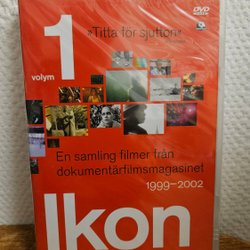 DVD
1
»Titta för sjutton»
volym
En samling filmer från
dokumentärfilmsmagasinet
1999–2002
Ikon